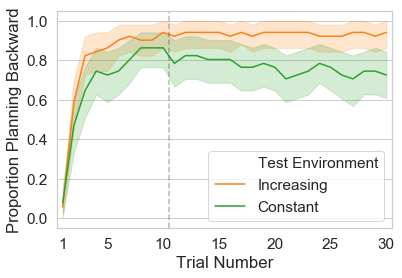 Proportion Planning Backward
1.0
0.8
0.6
0.4
0.2
0.0
Test Environment
Increasing
Constant
1 5 10 15 20 25 30
Trial Number